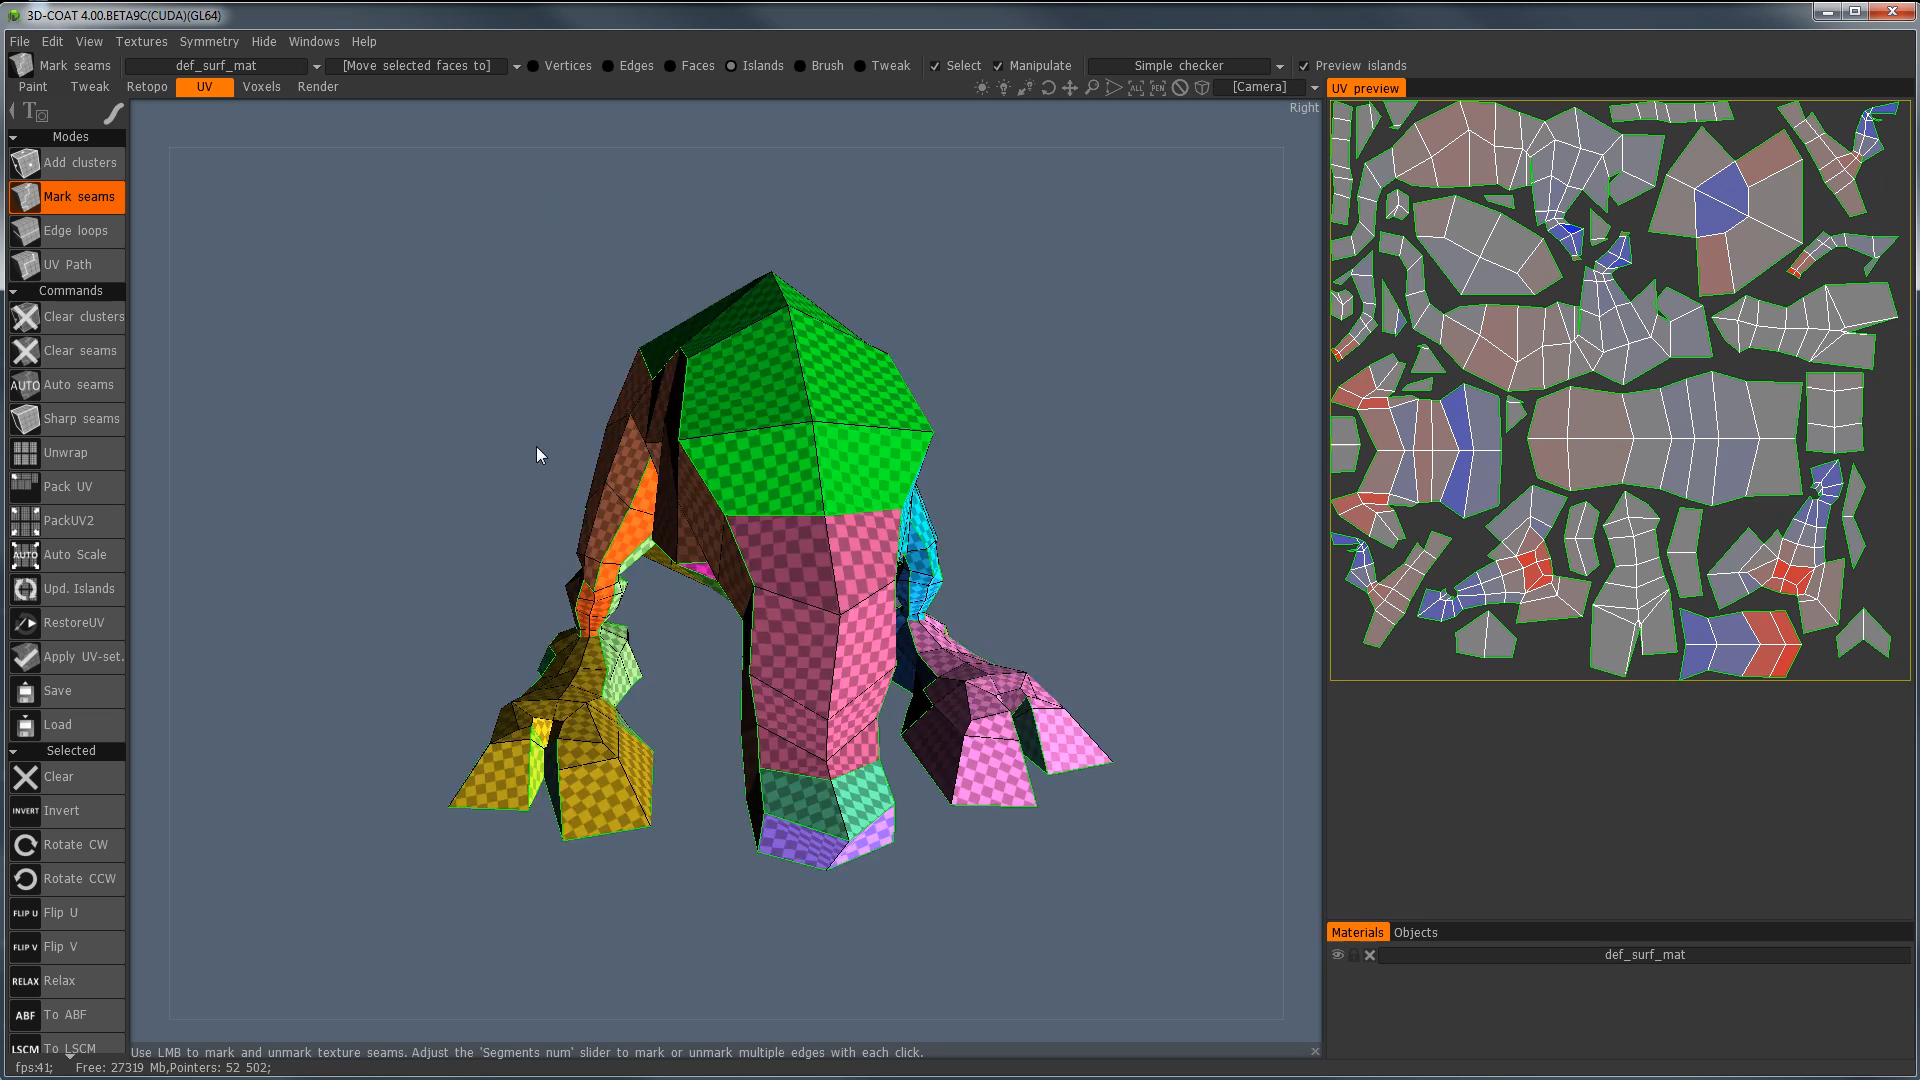 3D-COAT 4.00.BETA9C(CUDA)(GL64)
File Edit View Textures Symmetry Hide Windows Help
Mark seams def_surf_mat [Move selected faces to] Vertices Edges Faces Islands Brush Tweak Select Manipulate Simple checker Preview islands
Paint Tweak Retopo UV Voxels Render ALL PEN [Camera] UV preview
Right
Modes
Add clusters
Mark seams
Edge loops
UV Path
Commands
Clear clusters
Clear seams
AUTO Auto seams
Sharp seams
Unwrap
Pack UV
PackUV2
AUTO Auto Scale
Upd. Islands
RestoreUV
Apply UV-set.
Save
Load
Selected
Clear
INVERT Invert
Rotate CW
Rotate CCW
FLIP U Flip U
FLIP V Flip V
RELAX Relax
ABF To ABF
LSCM To LSCM
Materials Objects
def_surf_mat
Use LMB to mark and unmark texture seams. Adjust the 'Segments num' slider to mark or unmark multiple edges with each click.
fps:41; Free: 27319 Mb,Pointers: 52 502;